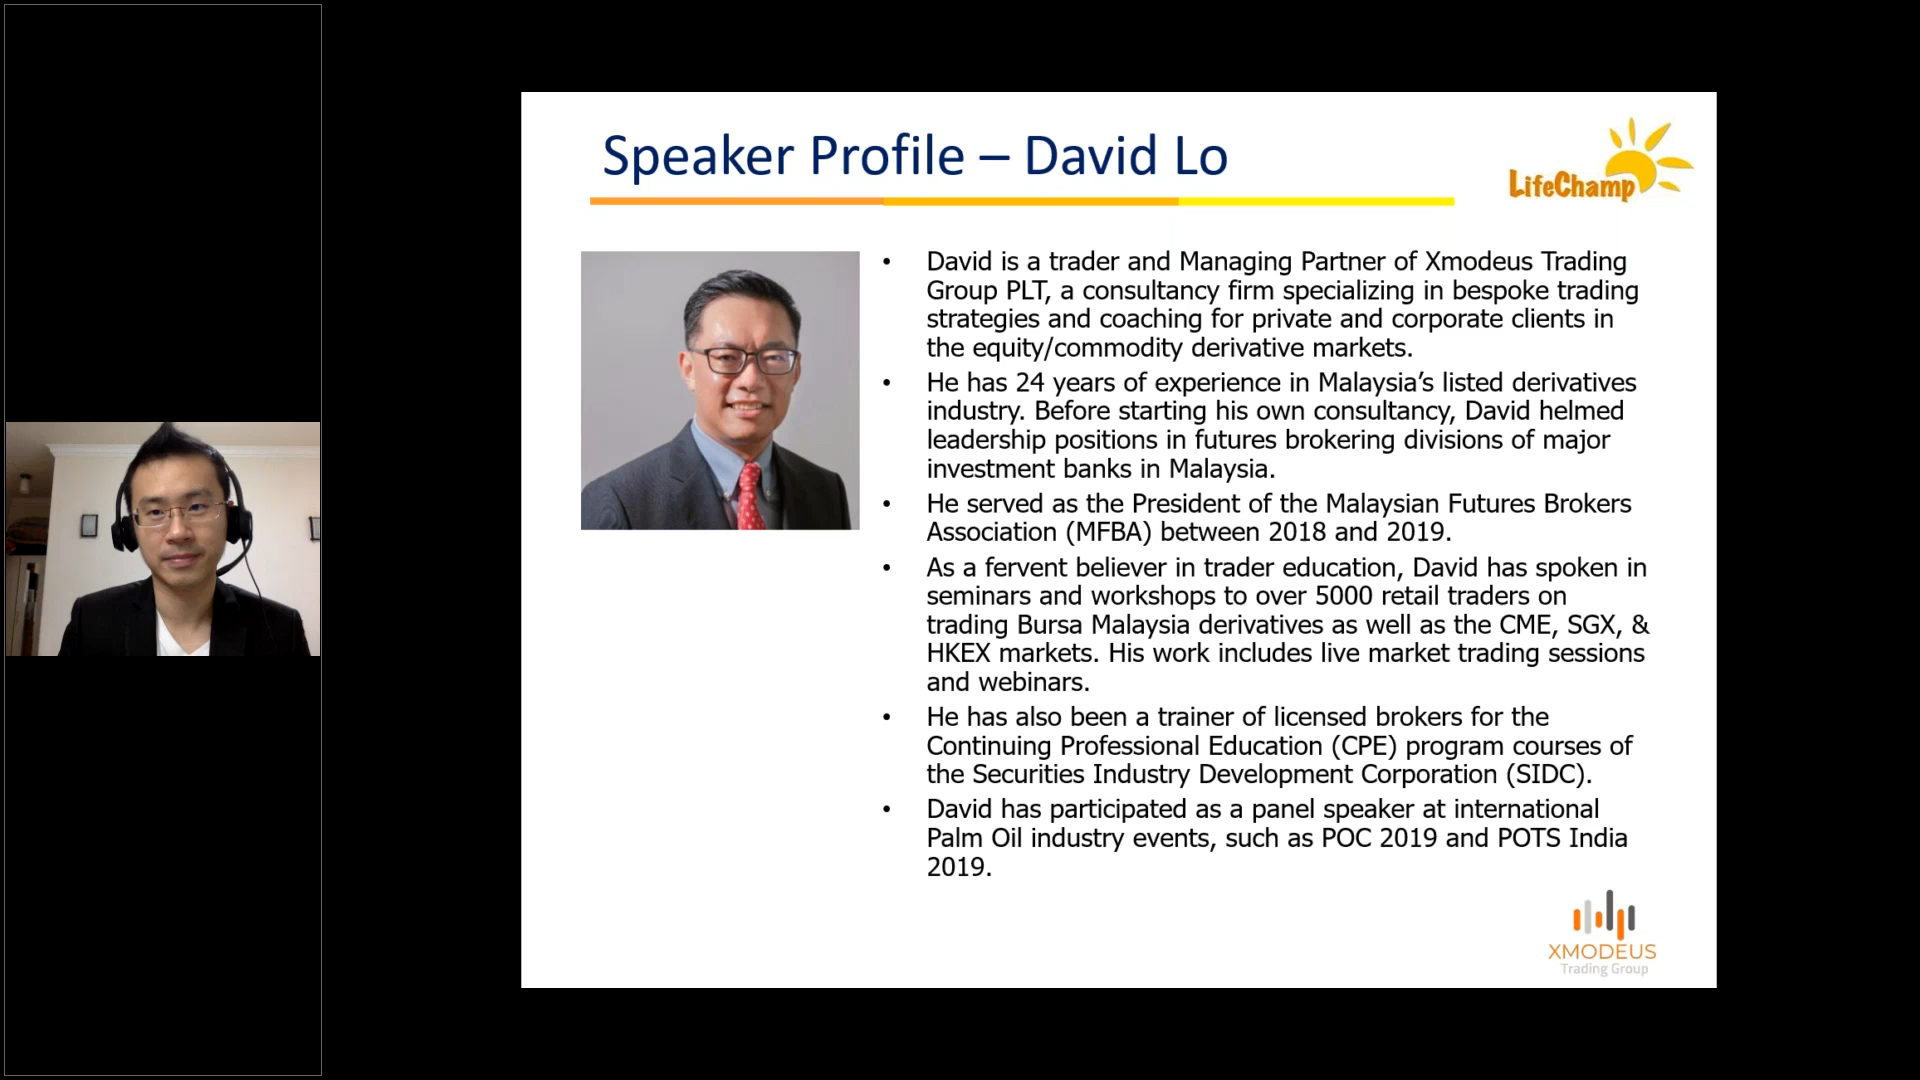 Speaker Profile – David Lo
LifeChamp
• David is a trader and Managing Partner of Xmodeus Trading
Group PLT, a consultancy firm specializing in bespoke trading
strategies and coaching for private and corporate clients in
the equity/commodity derivative markets.
• He has 24 years of experience in Malaysia’s listed derivatives
industry. Before starting his own consultancy, David helmed
leadership positions in futures brokering divisions of major
investment banks in Malaysia.
• He served as the President of the Malaysian Futures Brokers
Association (MFBA) between 2018 and 2019.
• As a fervent believer in trader education, David has spoken in
seminars and workshops to over 5000 retail traders on
trading Bursa Malaysia derivatives as well as the CME, SGX, &
HKEX markets. His work includes live market trading sessions
and webinars.
• He has also been a trainer of licensed brokers for the
Continuing Professional Education (CPE) program courses of
the Securities Industry Development Corporation (SIDC).
• David has participated as a panel speaker at international
Palm Oil industry events, such as POC 2019 and POTS India
2019.
XMODEUS
Trading Group